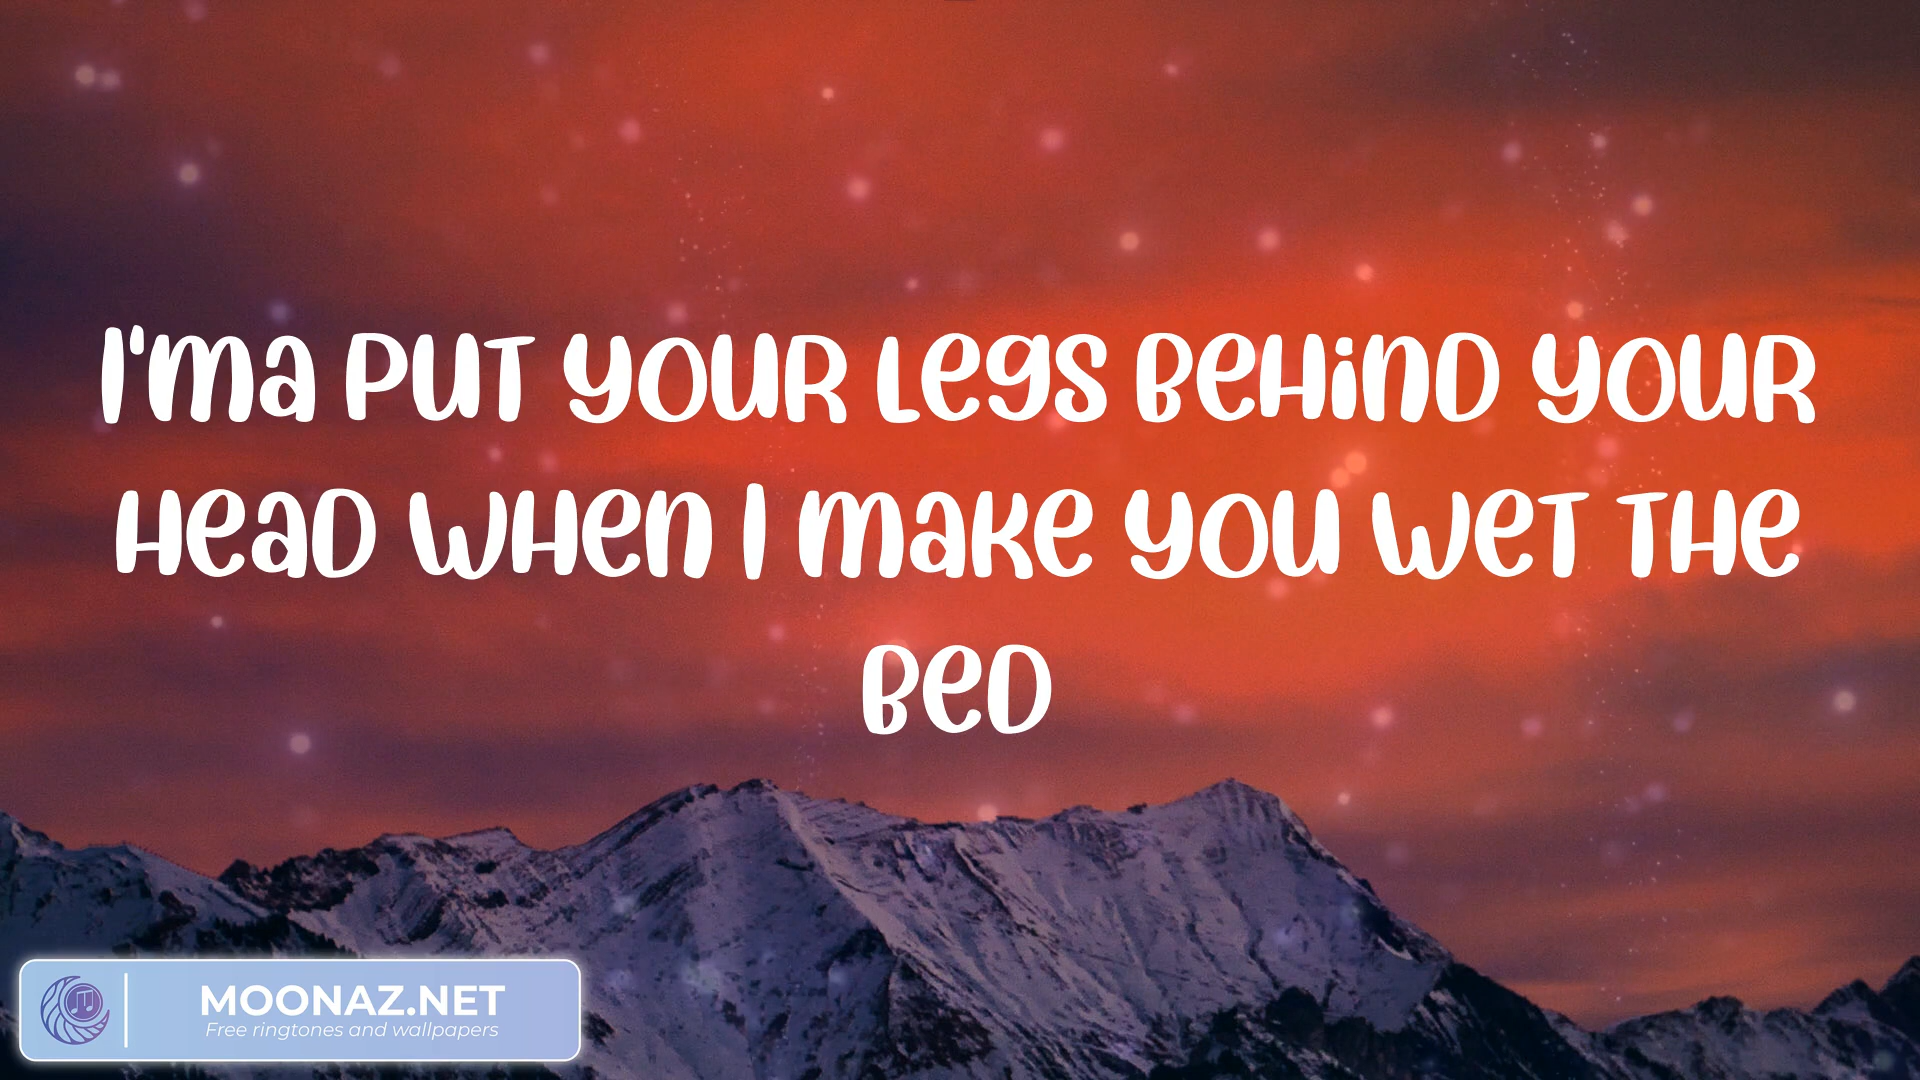 I'ma put your legs behind your
head when I make you wet the
bed
MOONAZ.NET
Free ringtones and wallpapers